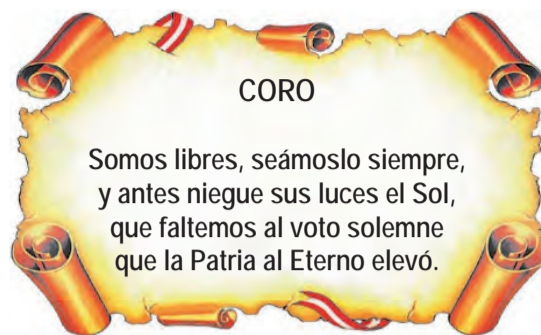 CORO
Somos libres, seámoslo siempre,
y antes niegue sus luces el Sol,
que faltemos al voto solemne
que la Patria al Eterno elevó.